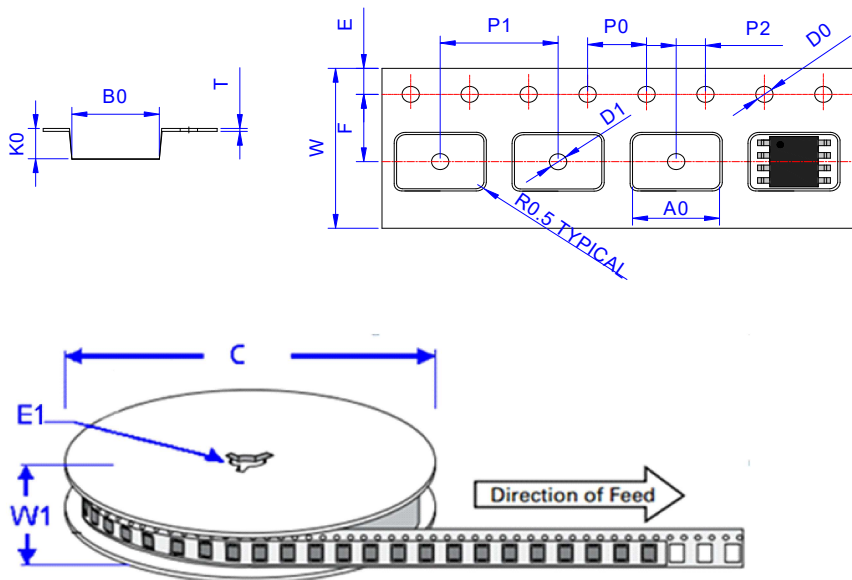 E
P1
P0
P2
D0
T
B0
K0
W
F
D1
R0.5 TYPICAL
A0
C
E1
W1
Direction of Feed